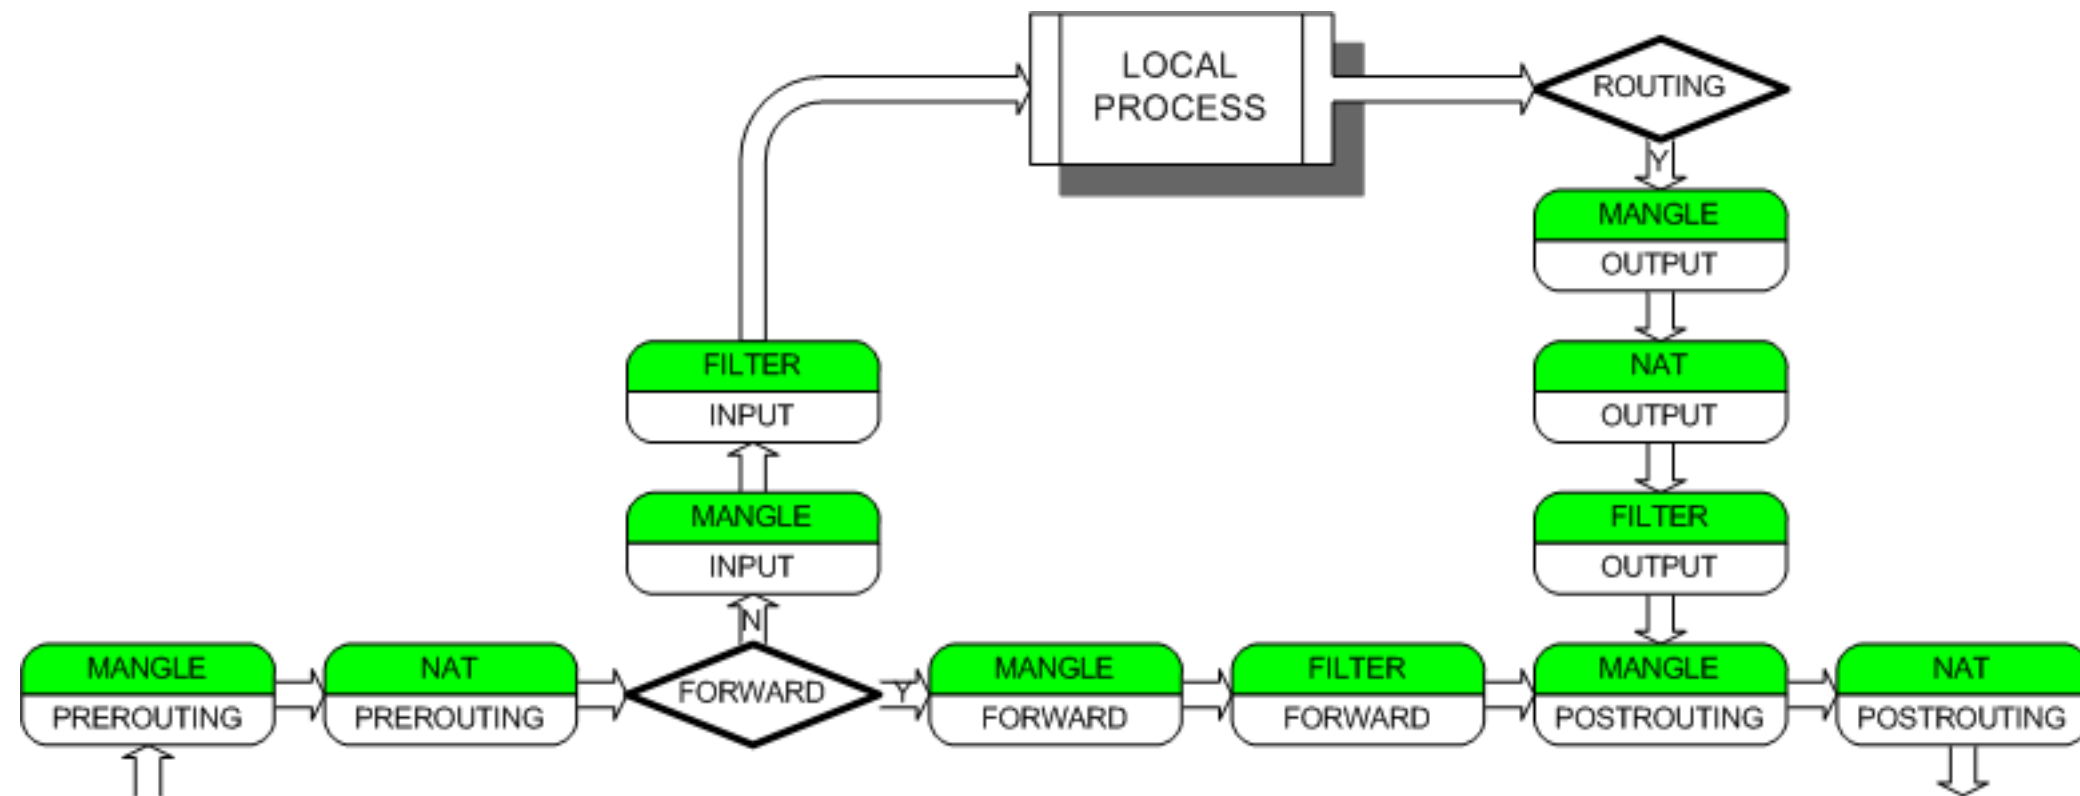 LOCAL
PROCESS
ROUTING
Y
MANGLE
OUTPUT
FILTER
INPUT
NAT
OUTPUT
MANGLE
INPUT
FILTER
OUTPUT
N
MANGLE
PREROUTING
NAT
PREROUTING
FORWARD
Y
MANGLE
FORWARD
FILTER
FORWARD
MANGLE
POSTROUTING
NAT
POSTROUTING